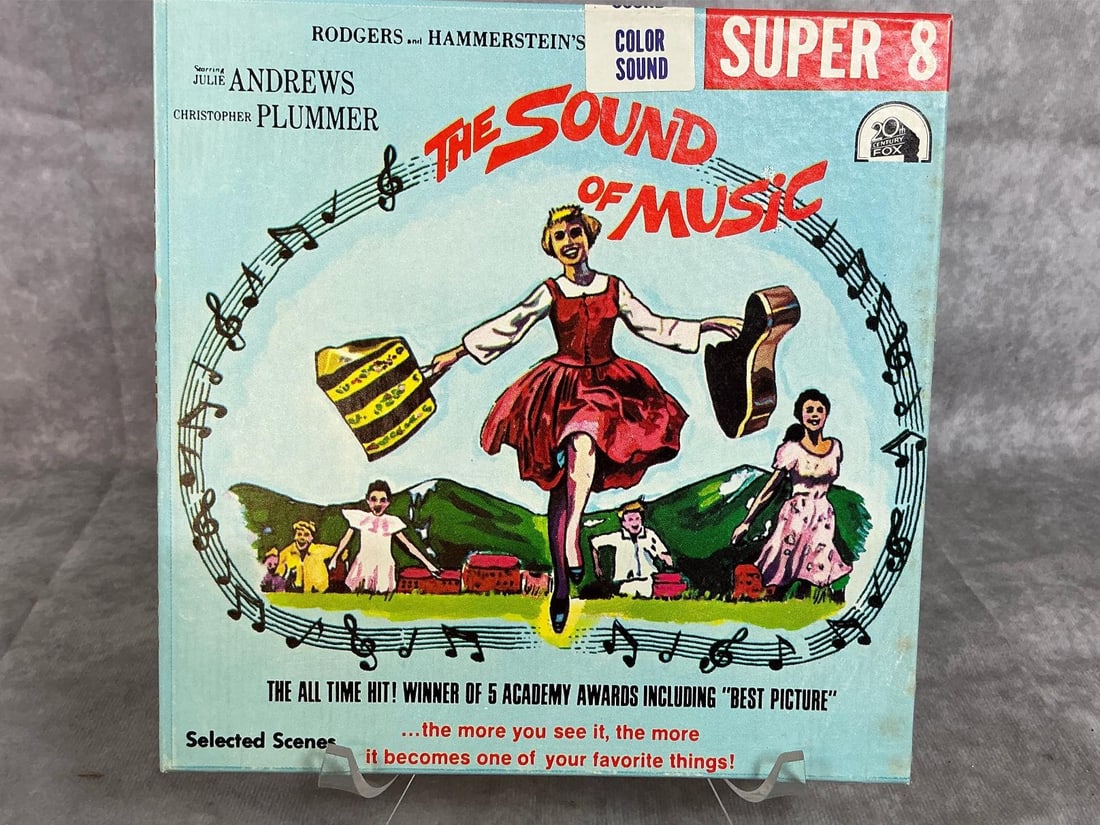 RODGERS and HAMMERSTEIN'S
Starring
JULIE ANDREWS
CHRISTOPHER PLUMMER
SOUND
COLOR
SOUND
SUPER 8
20th
CENTURY
FOX
THE SOUND
OF MUSIC
THE ALL TIME HIT! WINNER OF 5 ACADEMY AWARDS INCLUDING "BEST PICTURE"
...the more you see it, the more
it becomes one of your favorite things!
Selected Scenes